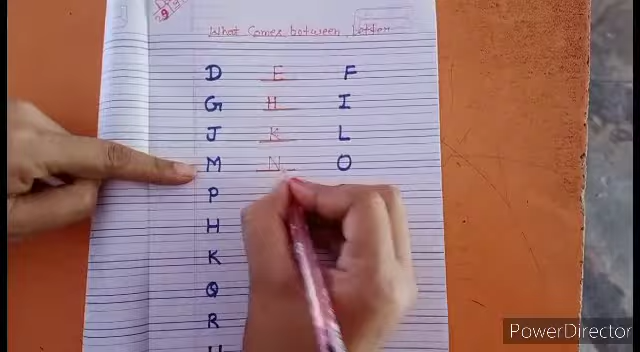 What Comes between Letter
D E F
G H I
J K L
M N O
P
H
K
Q
R
PowerDirector